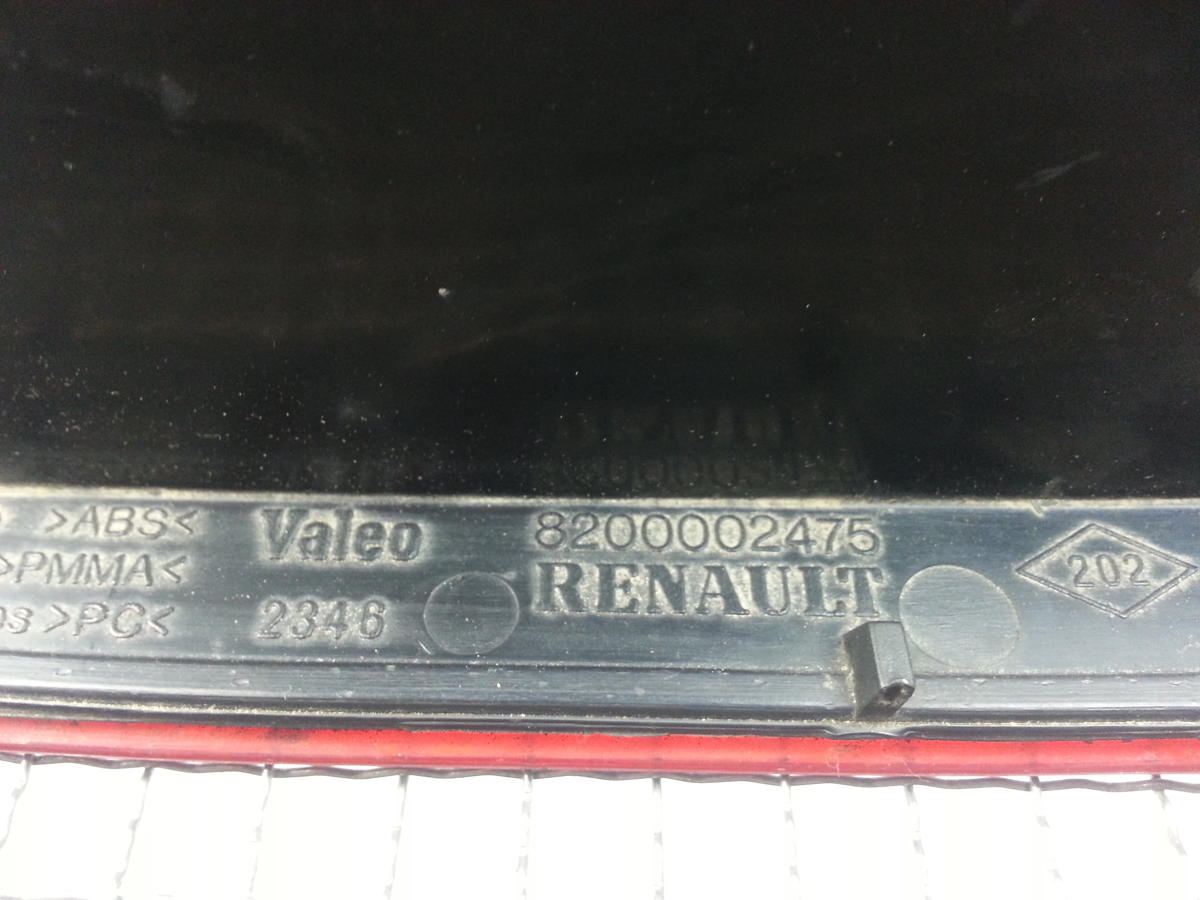 >ABS<
>PMMA<
>PC<
Valeo
2346
8200002475
RENAULT
202